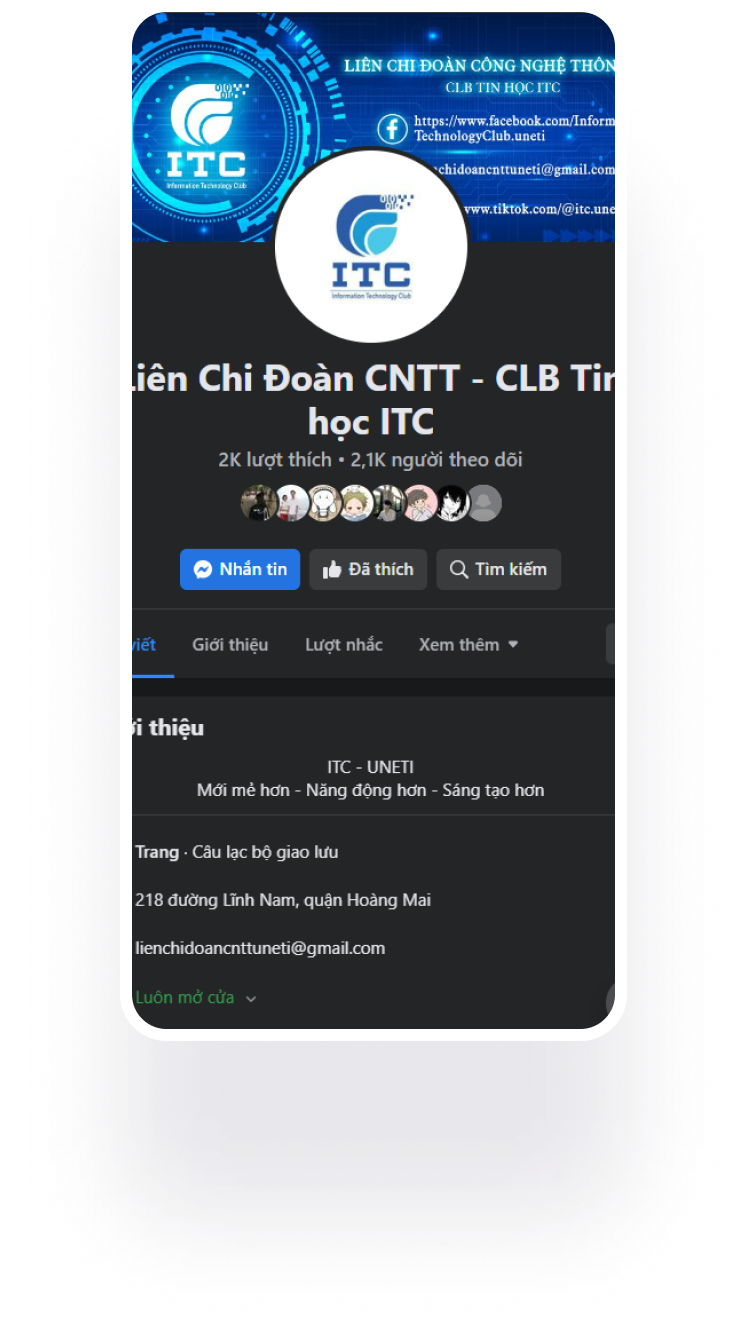 LIÊN CHI ĐOÀN CÔNG NGHỆ THÔN
CLB TIN HỌC ITC
https://www.facebook.com/Inform
TechnologyClub.uneti
chidoancnttuneti@gmail.com
www.tiktok.com/@itc.une
ITC
Information Technology Club
ITC
Information Technology Club
Liên Chi Đoàn CNTT - CLB Tin
học ITC
2K lượt thích • 2,1K người theo dõi
Nhắn tin Đã thích Tìm kiếm
viết Giới thiệu Lượt nhắc Xem thêm
ới thiệu
ITC - UNETI
Mới mẻ hơn - Năng động hơn - Sáng tạo hơn
Trang · Câu lạc bộ giao lưu
218 đường Lĩnh Nam, quận Hoàng Mai
lienchidoancnttuneti@gmail.com
Luôn mở cửa